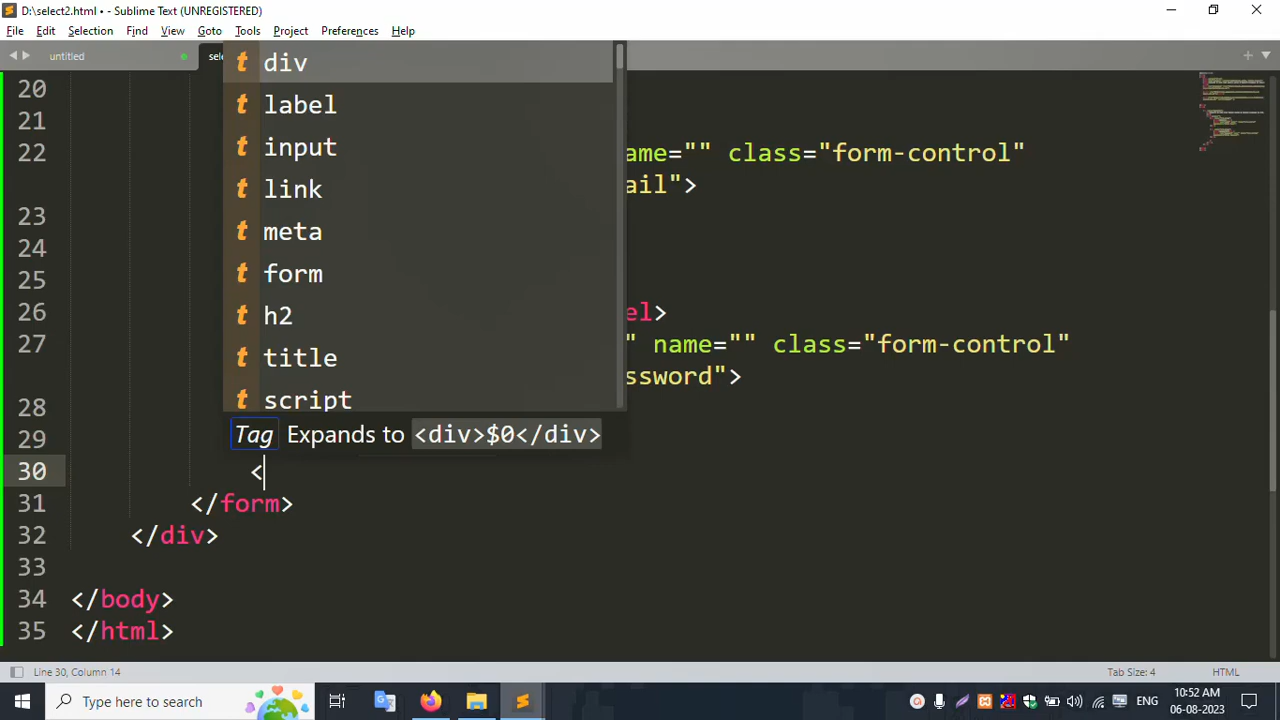 D:\select2.html • - Sublime Text (UNREGISTERED)
File Edit Selection Find View Goto Tools Project Preferences Help
untitled
sele
20
21
22 ame="" class="form-control"
ail">
23
24
25
26 el>
27 " name="" class="form-control"
ssword">
28
29
30 <
31 </form>
32 </div>
33
34 </body>
35 </html>
div
label
input
link
meta
form
h2
title
script
Tag Expands to <div>$0</div>
Line 30, Column 14 Tab Size: 4 HTML
Type here to search ENG 10:52 AM
06-08-2023